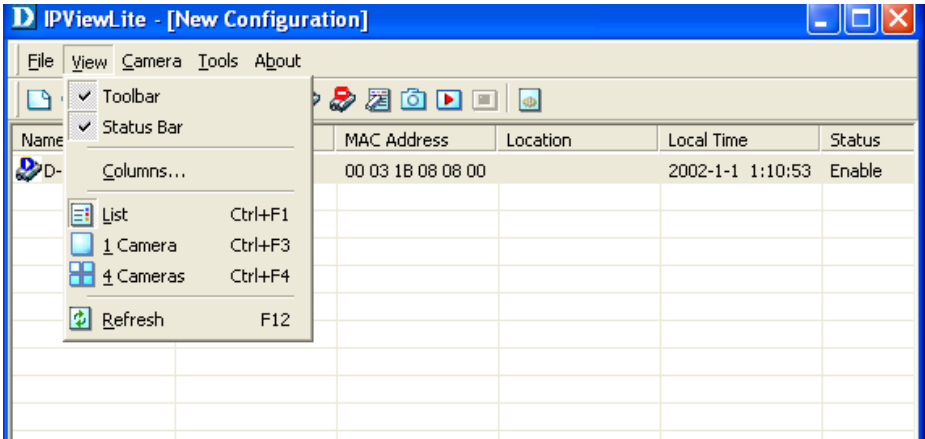 D IPViewLite - [New Configuration]
File View Camera Tools About
Toolbar
Status Bar
Columns...
List Ctrl+F1
1 Camera Ctrl+F3
4 Cameras Ctrl+F4
Refresh F12
Name MAC Address Location Local Time Status
D- 00 03 1B 08 08 00 2002-1-1 1:10:53 Enable